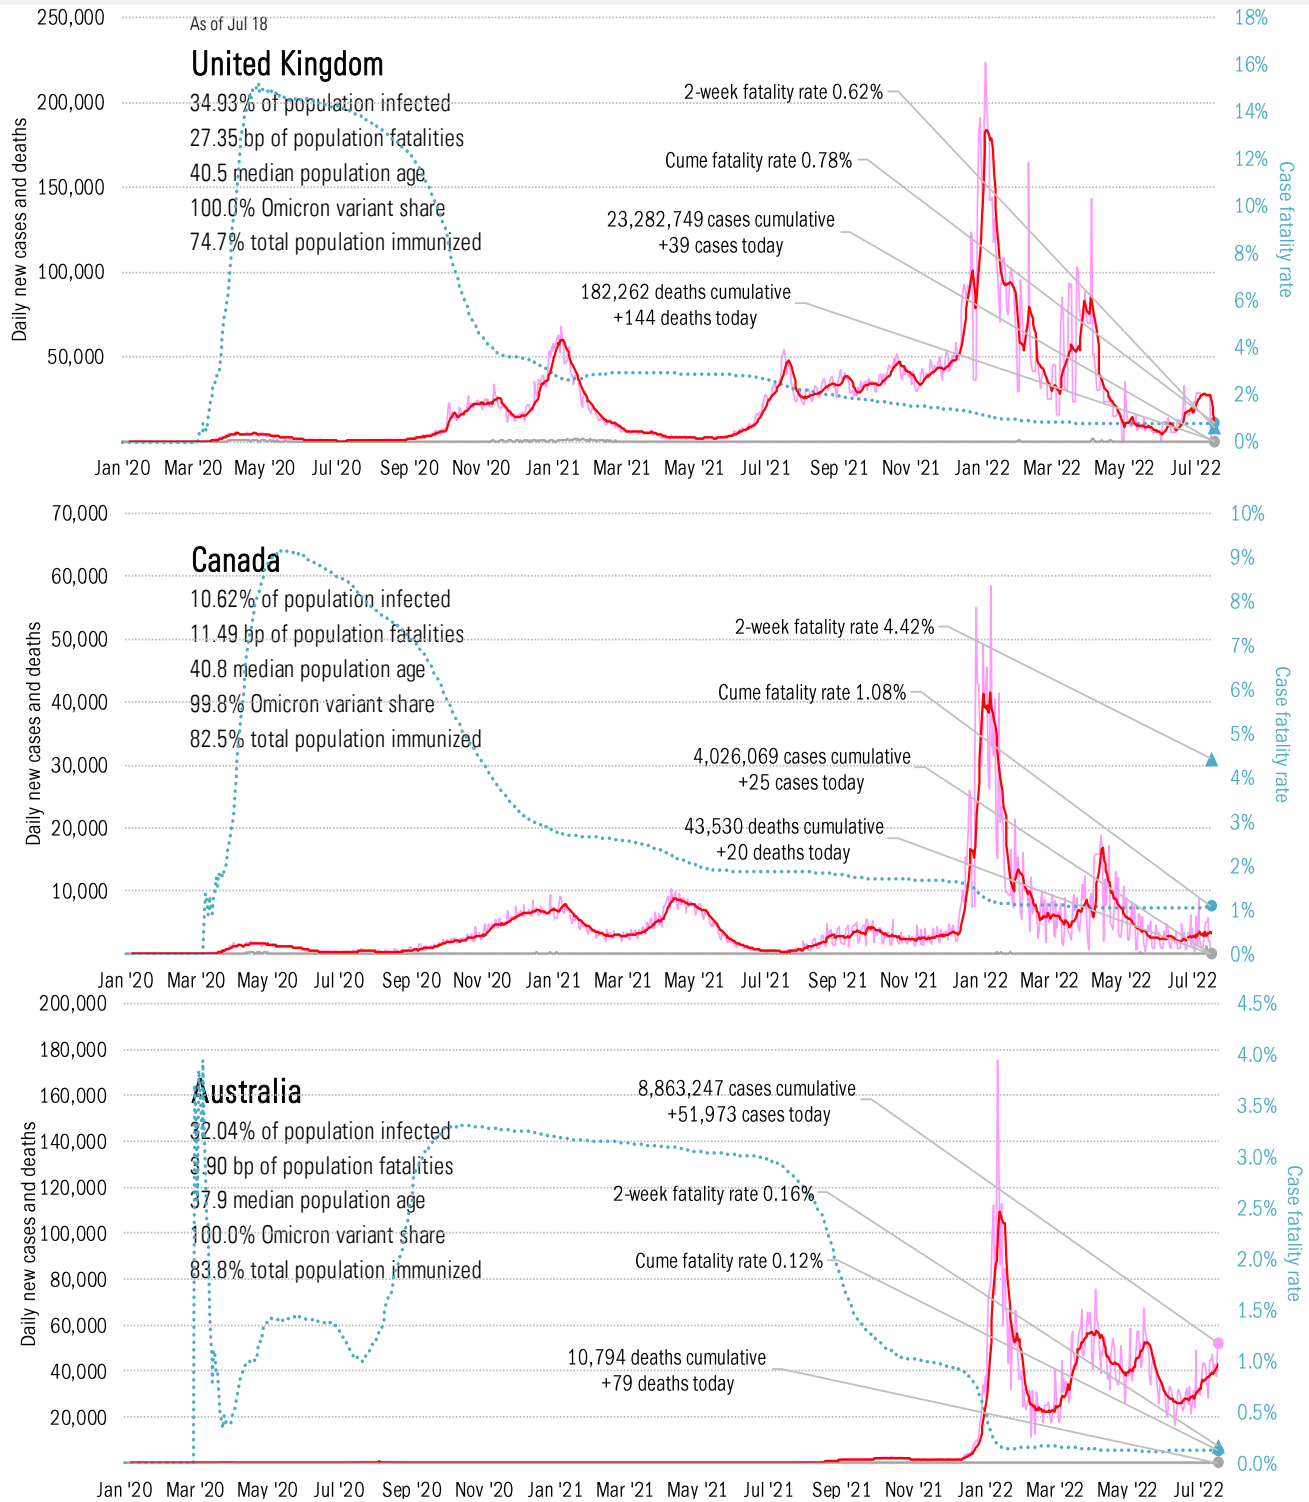 250,000
As of Jul 18
18%
United Kingdom
16%
34.93% of population infected
2-week fatality rate 0.62%
200,000
14%
27.35 bp of population fatalities
Cume fatality rate 0.78%
12%
40.5 median population age
150,000
10%
100.0% Omicron variant share
23,282,749 cases cumulative
+39 cases today
74.7% total population immunized
8%
100,000
182,262 deaths cumulative
+144 deaths today
6%
50,000
4%
2%
0%
Daily new cases and deaths
Case fatality rate
Jan '20 Mar '20 May '20 Jul '20 Sep '20 Nov '20 Jan '21 Mar '21 May '21 Jul '21 Sep '21 Nov '21 Jan '22 Mar '22 May '22 Jul '22
70,000
10%
Canada
9%
60,000
10.62% of population infected
8%
11.49 bp of population fatalities
2-week fatality rate 4.42%
50,000
7%
40.8 median population age
Cume fatality rate 1.08%
6%
99.8% Omicron variant share
40,000
82.5% total population immunized
5%
4,026,069 cases cumulative
+25 cases today
30,000
4%
43,530 deaths cumulative
+20 deaths today
20,000
3%
2%
10,000
1%
0%
Daily new cases and deaths
Case fatality rate
Jan '20 Mar '20 May '20 Jul '20 Sep '20 Nov '20 Jan '21 Mar '21 May '21 Jul '21 Sep '21 Nov '21 Jan '22 Mar '22 May '22 Jul '22
200,000
4.5%
180,000
4.0%
Australia
8,863,247 cases cumulative
+51,973 cases today
160,000
3.5%
32.04% of population infected
140,000
3.0%
3.90 bp of population fatalities
120,000
2-week fatality rate 0.16%
37.9 median population age
2.5%
100.0% Omicron variant share
100,000
Cume fatality rate 0.12%
2.0%
83.8% total population immunized
80,000
1.5%
60,000
10,794 deaths cumulative
+79 deaths today
1.0%
40,000
0.5%
20,000
0.0%
Daily new cases and deaths
Case fatality rate
Jan '20 Mar '20 May '20 Jul '20 Sep '20 Nov '20 Jan '21 Mar '21 May '21 Jul '21 Sep '21 Nov '21 Jan '22 Mar '22 May '22 Jul '22